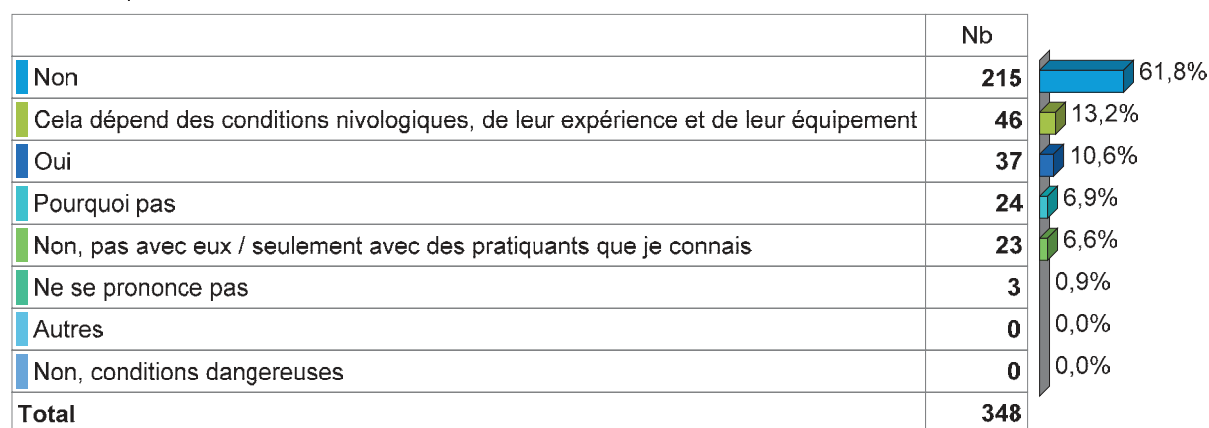 Nb
Non 215 61,8%
Cela dépend des conditions nivologiques, de leur expérience et de leur équipement 46 13,2%
Oui 37 10,6%
Pourquoi pas 24 6,9%
Non, pas avec eux / seulement avec des pratiquants que je connais 23 6,6%
Ne se prononce pas 3 0,9%
Autres 0 0,0%
Non, conditions dangereuses 0 0,0%
Total 348